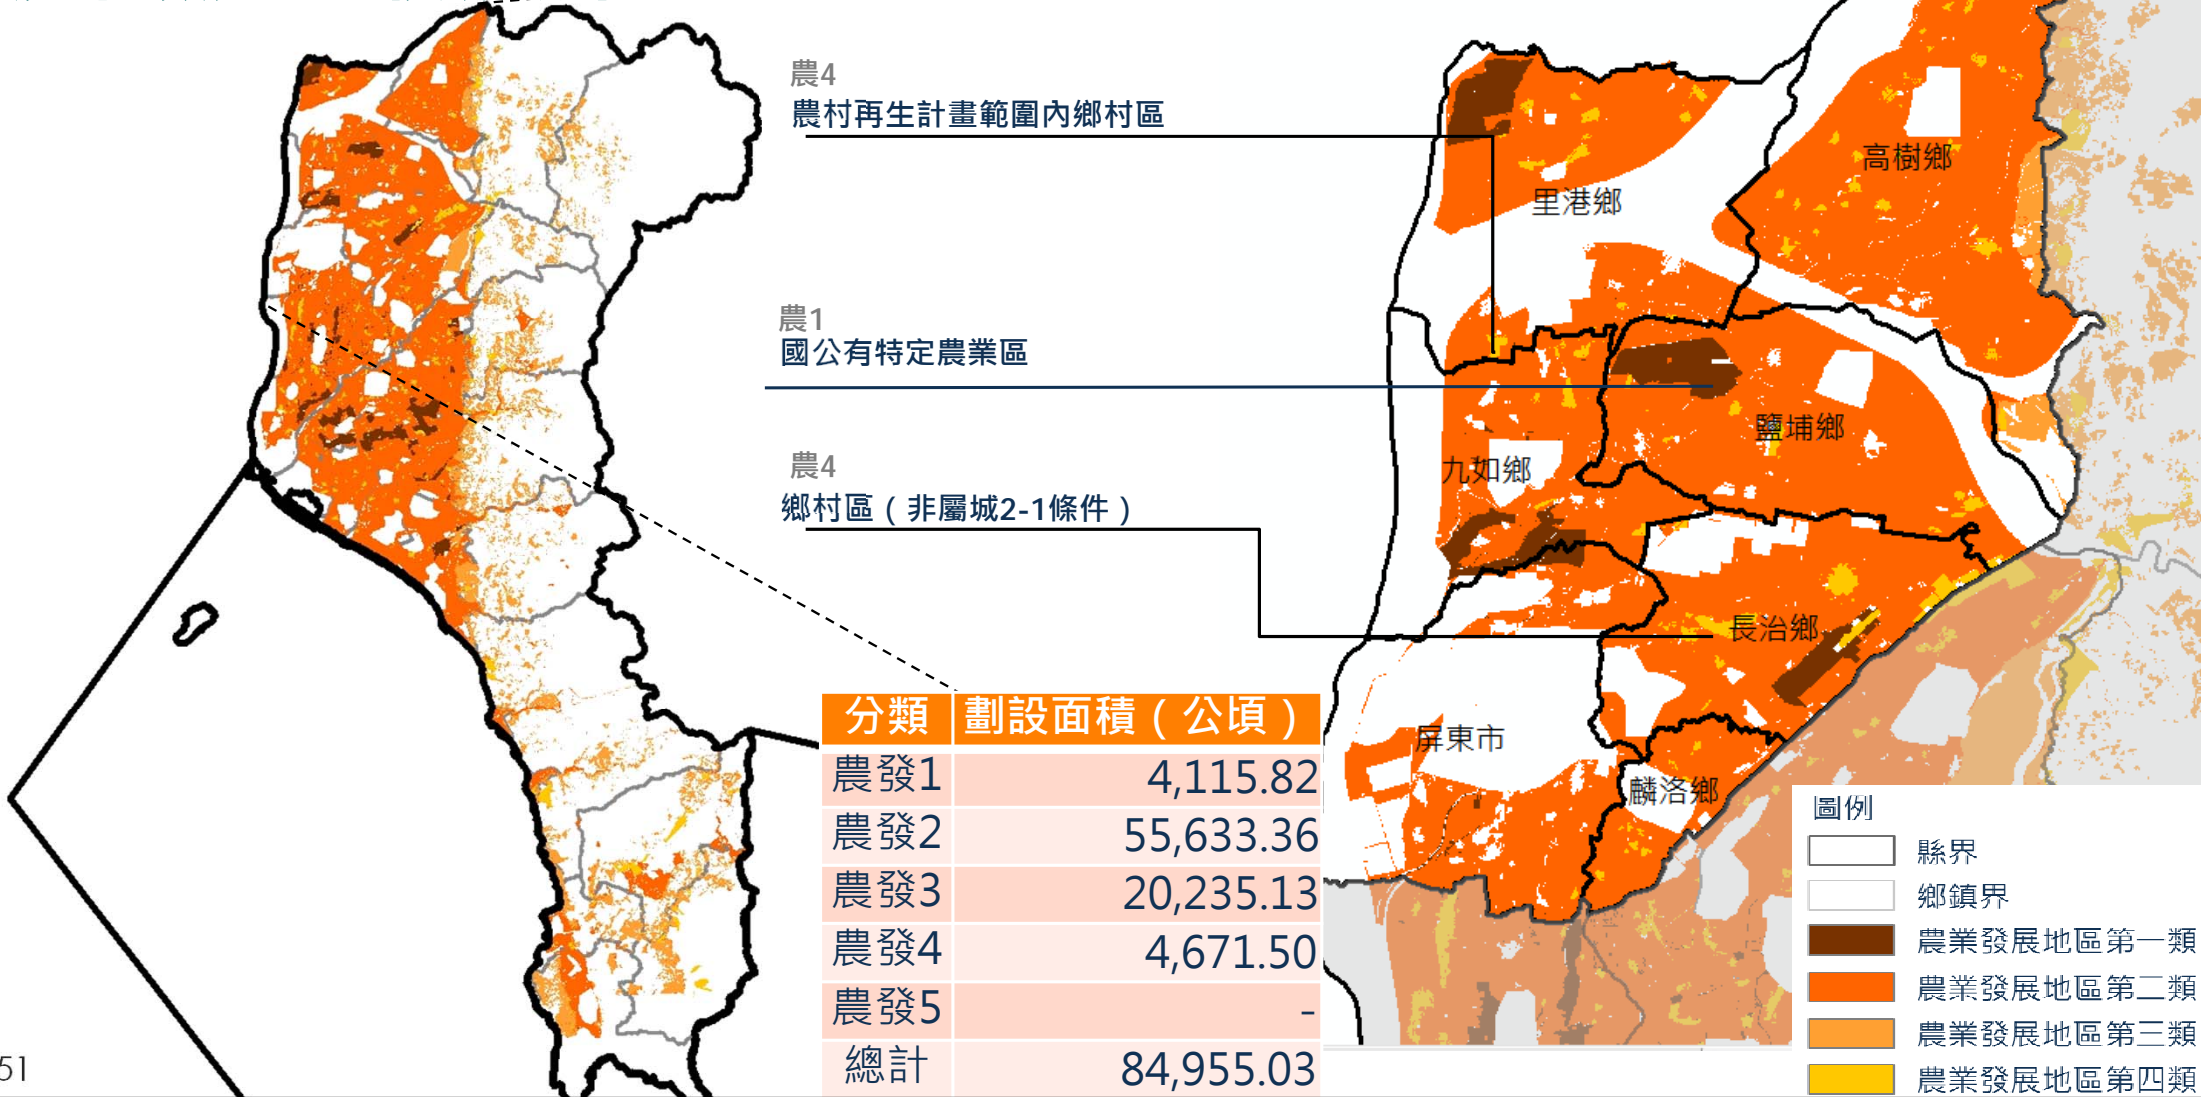 農4
農村再生計畫範圍內鄉村區
農1
國公有特定農業區
農4
鄉村區（非屬城2-1條件）
分類 劃設面積（公頃）
農發1 4,115.82
農發2 55,633.36
農發3 20,235.13
農發4 4,671.50
農發5 -
總計 84,955.03
高樹鄉
里港鄉
鹽埔鄉
九如鄉
長治鄉
屏東市
麟洛鄉
圖例
縣界
鄉鎮界
農業發展地區第一類
農業發展地區第二類
農業發展地區第三類
農業發展地區第四類
51